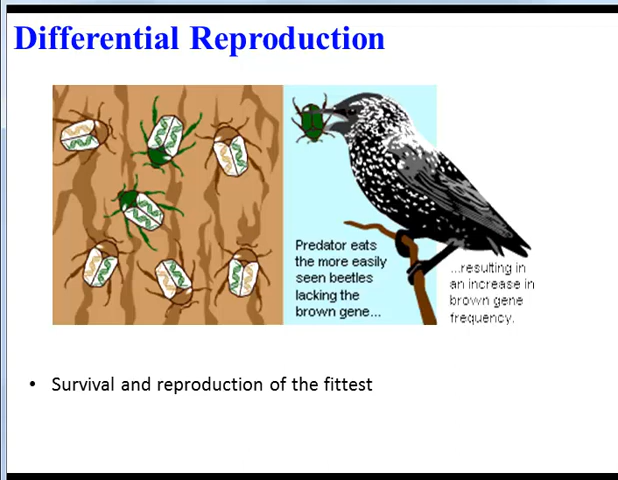 Differential Reproduction
Predator eats
the more easily
seen beetles
lacking the
brown gene...
...resulting in
an increase in
brown gene
frequency.
• Survival and reproduction of the fittest